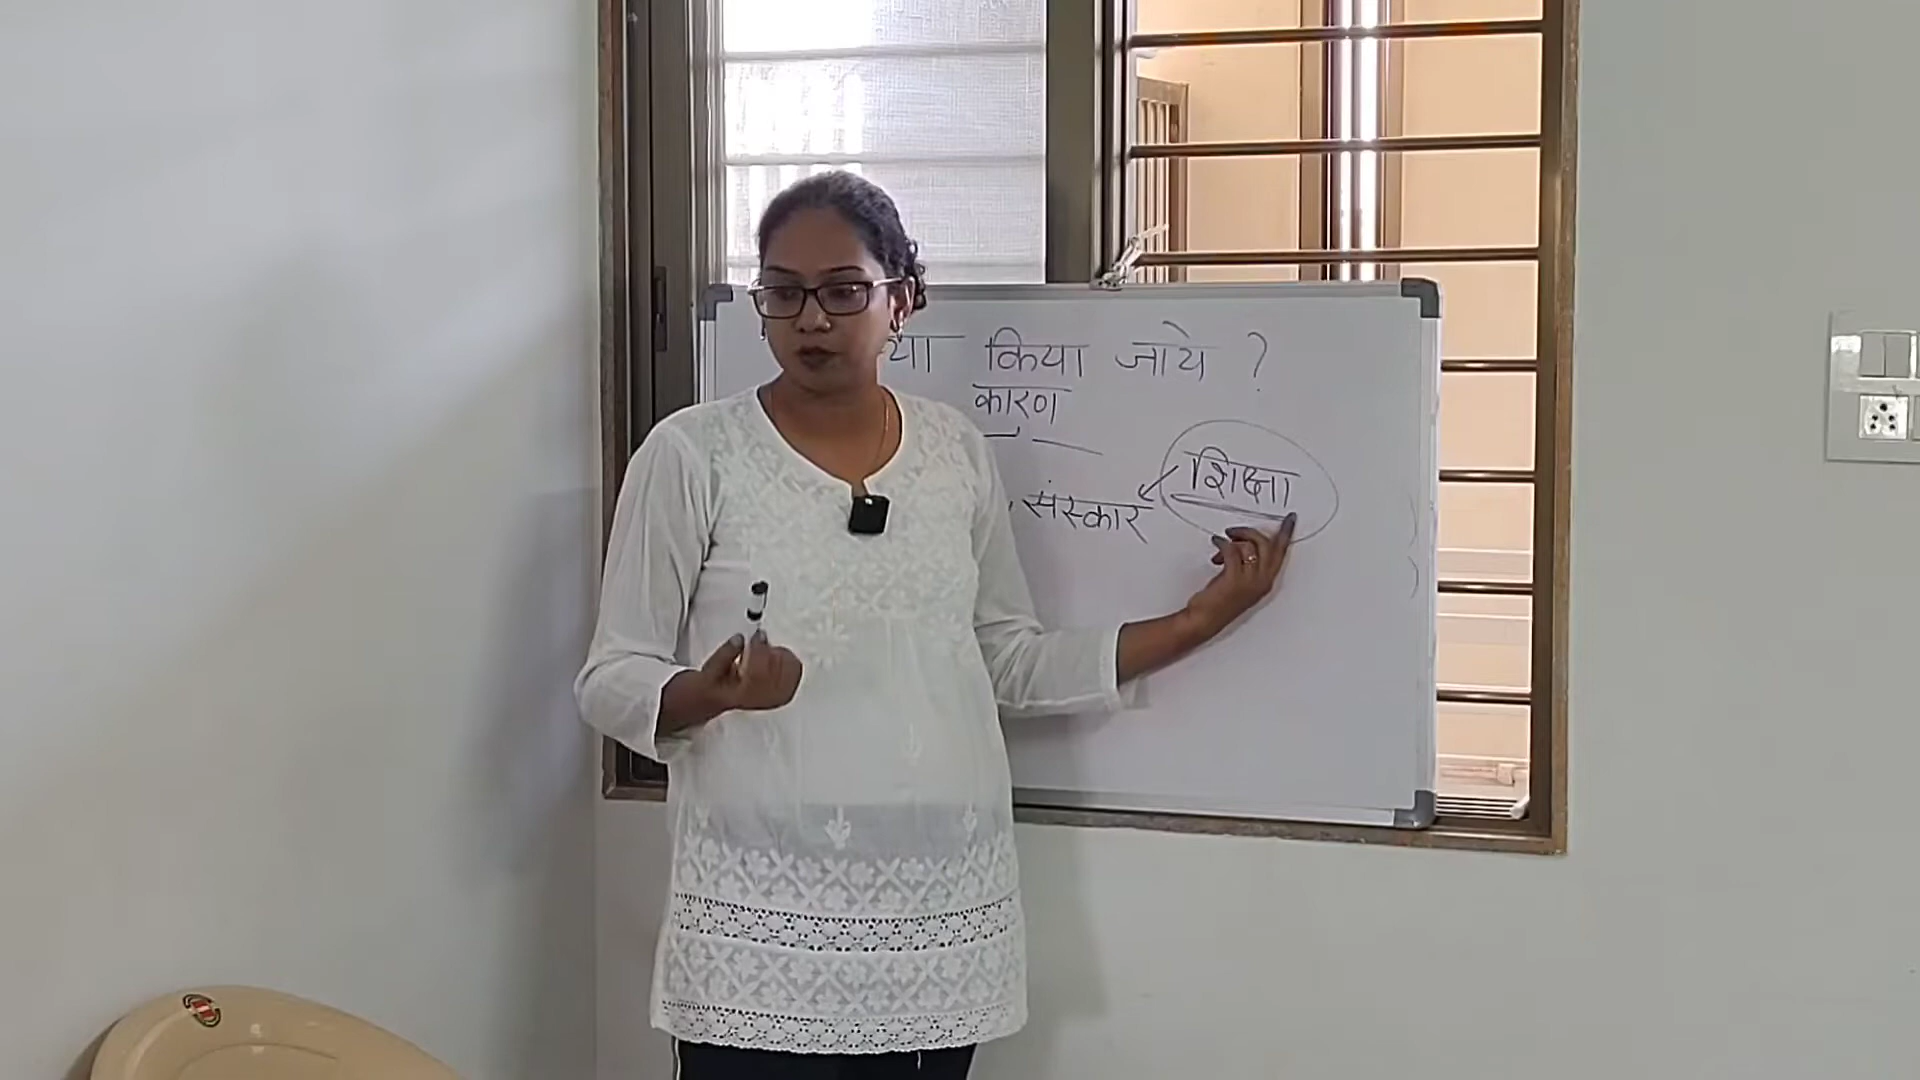 किया जाये ?
कारण
संस्कार शिक्षा